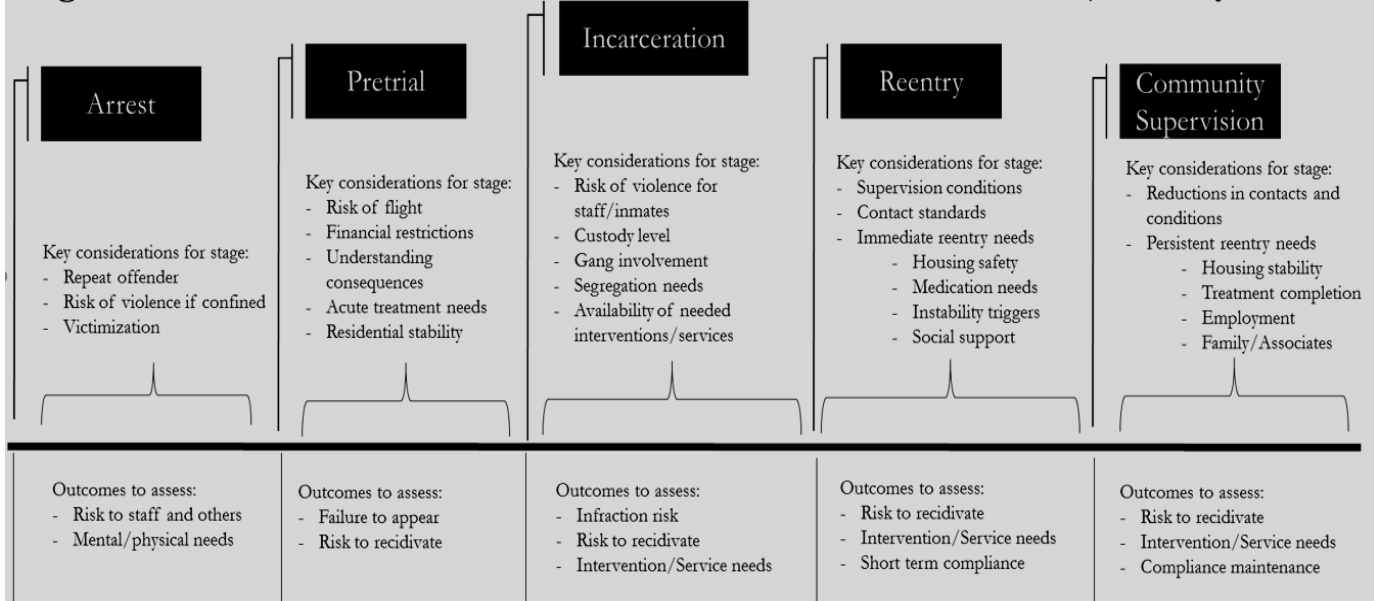 Arrest
Key considerations for stage:
- Repeat offender
- Risk of violence if confined
- Victimization
Outcomes to assess:
- Risk to staff and others
- Mental/physical needs
Pretrial
Key considerations for stage:
- Risk of flight
- Financial restrictions
- Understanding
consequences
- Acute treatment needs
- Residential stability
Outcomes to assess:
- Failure to appear
- Risk to recidivate
Incarceration
Key considerations for stage:
- Risk of violence for
staff/inmates
- Custody level
- Gang involvement
- Segregation needs
- Availability of needed
interventions/services
Outcomes to assess:
- Infraction risk
- Risk to recidivate
- Intervention/Service needs
Reentry
Key considerations for stage:
- Supervision conditions
- Contact standards
- Immediate reentry needs
- Housing safety
- Medication needs
- Instability triggers
- Social support
Outcomes to assess:
- Risk to recidivate
- Intervention/Service needs
- Short term compliance
Community
Supervision
Key considerations for stage:
- Reductions in contacts and
conditions
- Persistent reentry needs
- Housing stability
- Treatment completion
- Employment
- Family/Associates
Outcomes to assess:
- Risk to recidivate
- Intervention/Service needs
- Compliance maintenance